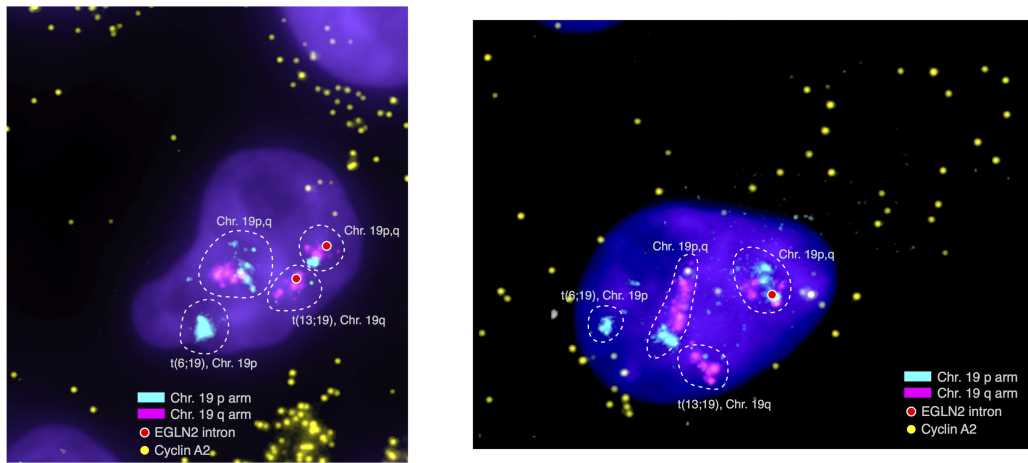 Chr. 19p,q
Chr. 19p,q
t(13;19), Chr. 19q
t(6;19), Chr. 19p
Chr. 19 p arm
Chr. 19 q arm
EGLN2 intron
Cyclin A2
Chr. 19p,q
Chr. 19p,q
t(6;19), Chr. 19p
t(13;19), Chr. 19q
Chr. 19 p arm
Chr. 19 q arm
EGLN2 intron
Cyclin A2